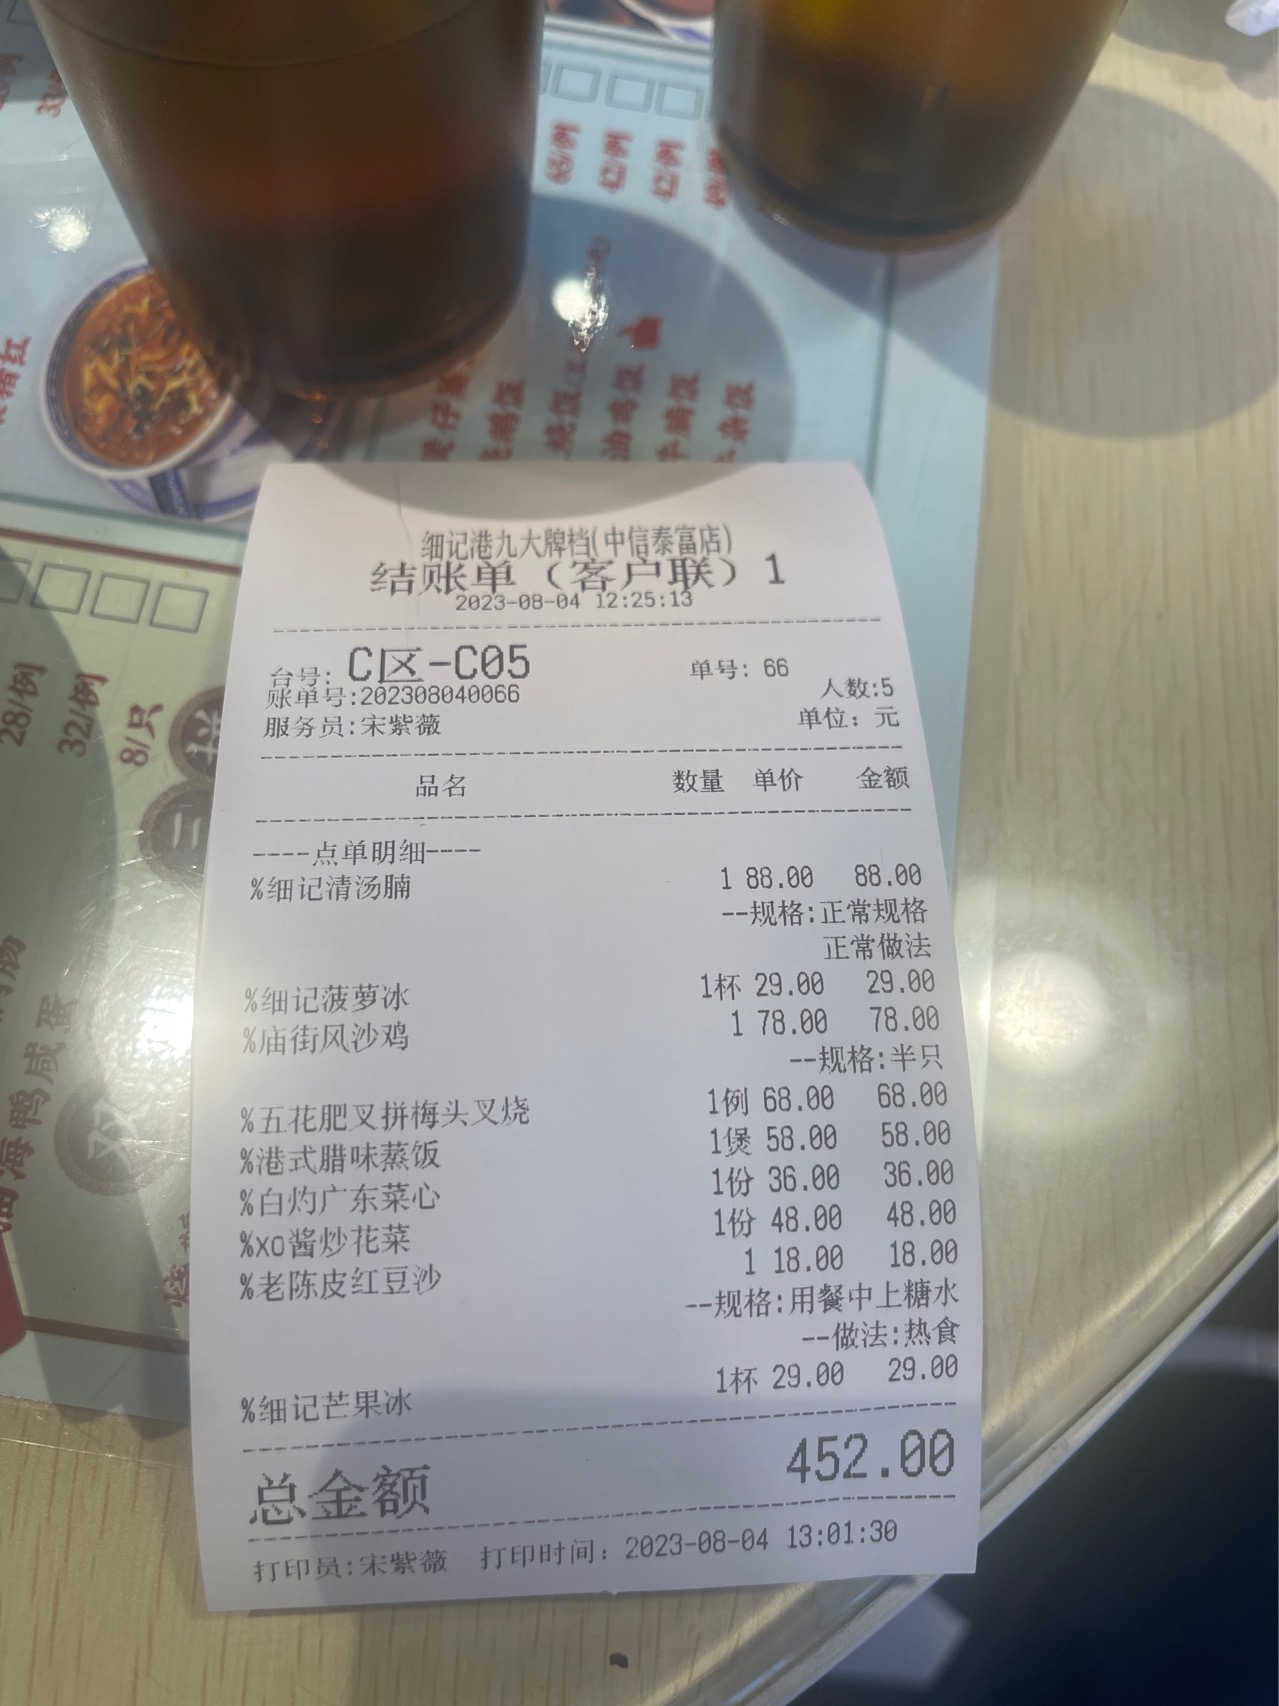 28/例
32/例
8/只
65/例
42/例
42/例
细记港九大牌档(中信泰富店)
结账单（客户联）1
2023-08-04 12:25:13
台号: C区-C05 单号: 66
账单号:202308040066 人数:5
服务员:宋紫薇 单位: 元
品名 数量 单价 金额
----点单明细----
%细记清汤腩 1 88.00 88.00
--规格:正常规格
正常做法
%细记菠萝冰 1杯 29.00 29.00
%庙街风沙鸡 1 78.00 78.00
--规格:半只
%五花肥叉拼梅头叉烧 1例 68.00 68.00
%港式腊味蒸饭 1煲 58.00 58.00
%白灼广东菜心 1份 36.00 36.00
%xo酱炒花菜 1份 48.00 48.00
%老陈皮红豆沙 1 18.00 18.00
--规格:用餐中上糖水
--做法:热食
%细记芒果冰 1杯 29.00 29.00
总金额 452.00
打印员:宋紫薇 打印时间: 2023-08-04 13:01:30